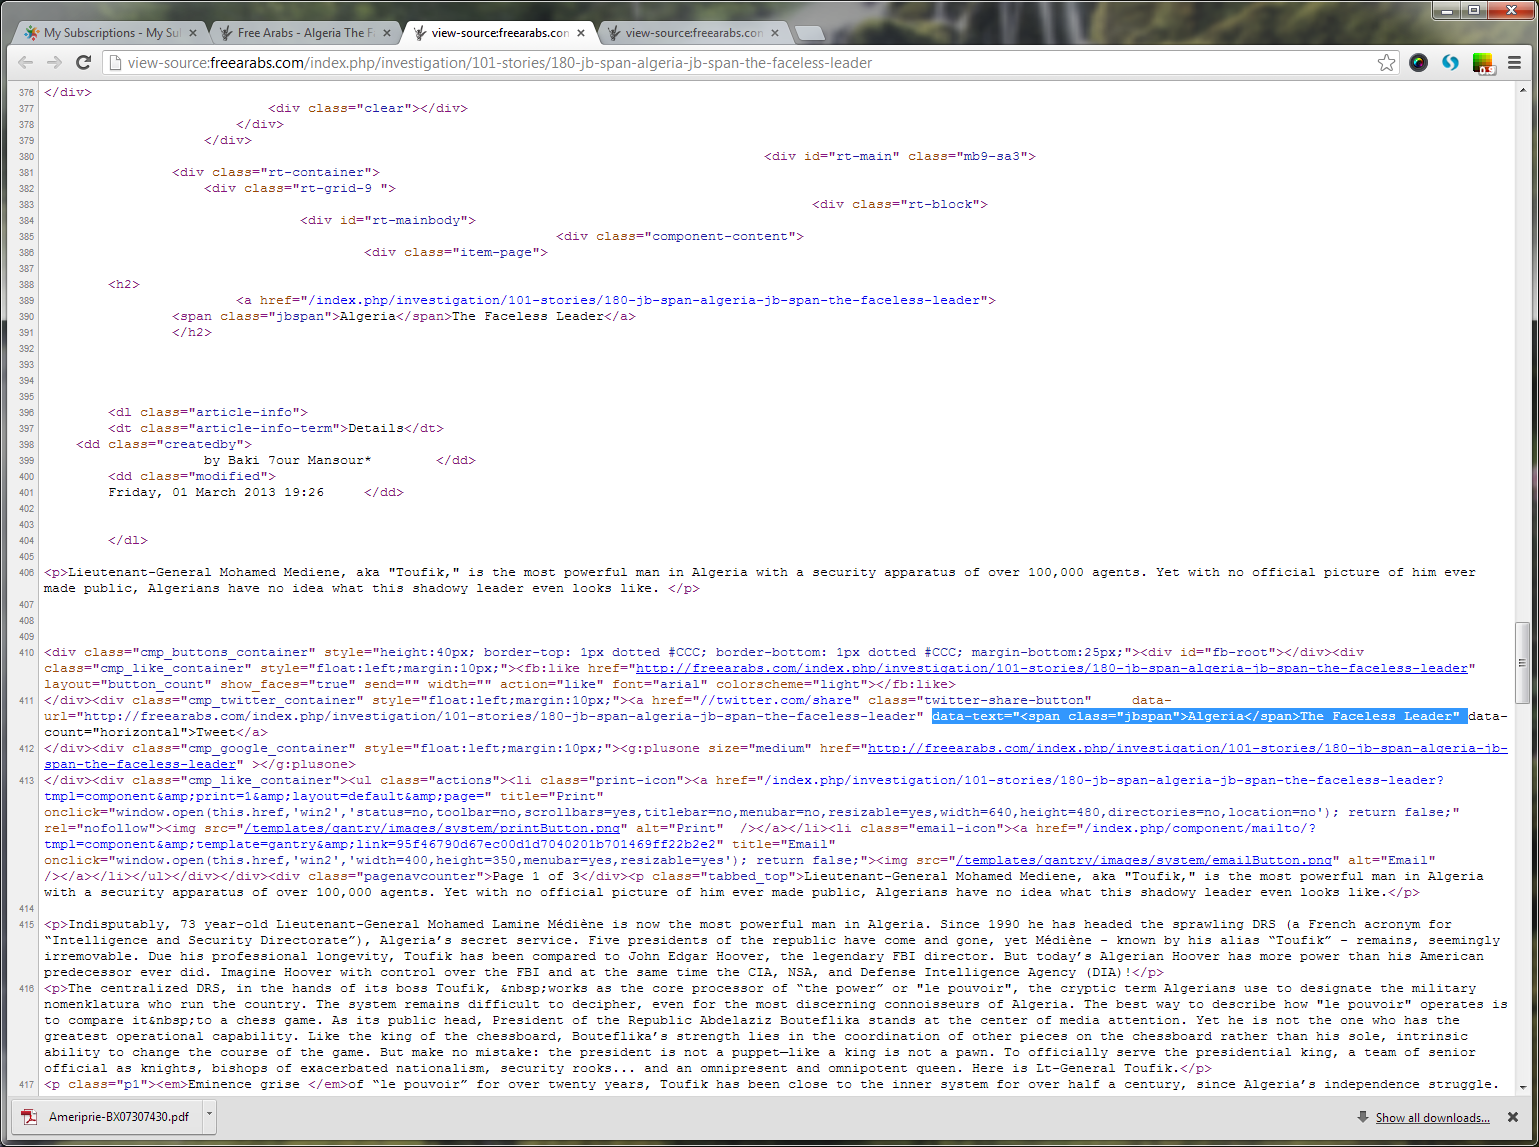 My Subscriptions - My Su
Free Arabs - Algeria The Fa
view-source:freearabs.con
view-source:freearabs.con
view-source:freearabs.com/index.php/investigation/101-stories/180-jb-span-algeria-jb-span-the-faceless-leader
0.9
376 </div>
377 <div class="clear"></div>
378 </div>
379 </div>
380 <div id="rt-main" class="mb9-sa3">
381 <div class="rt-container">
382 <div class="rt-grid-9 ">
383 <div class="rt-block">
384 <div id="rt-mainbody">
385 <div class="component-content">
386 <div class="item-page">
387
388 <h2>
389 <a href="/index.php/investigation/101-stories/180-jb-span-algeria-jb-span-the-faceless-leader">
390 <span class="jbspan">Algeria</span>The Faceless Leader</a>
391 </h2>
392
393
394
395
396 <dl class="article-info">
397 <dt class="article-info-term">Details</dt>
398 <dd class="createdby">
399 by Baki 7our Mansour* </dd>
400 <dd class="modified">
401 Friday, 01 March 2013 19:26 </dd>
402
403
404 </dl>
405
406 <p>Lieutenant-General Mohamed Mediene, aka "Toufik," is the most powerful man in Algeria with a security apparatus of over 100,000 agents. Yet with no official picture of him ever
made public, Algerians have no idea what this shadowy leader even looks like. </p>
407
408
409
410 <div class="cmp_buttons_container" style="height:40px; border-top: 1px dotted #CCC; border-bottom: 1px dotted #CCC; margin-bottom:25px;"><div id="fb-root"></div><div
class="cmp_like_container" style="float:left;margin:10px;"><fb:like href="http://freearabs.com/index.php/investigation/101-stories/180-jb-span-algeria-jb-span-the-faceless-leader"
layout="button_count" show_faces="true" send="" width="" action="like" font="arial" colorscheme="light"></fb:like>
411 </div><div class="cmp_twitter_container" style="float:left;margin:10px;"><a href="//twitter.com/share" class="twitter-share-button" data-
url="http://freearabs.com/index.php/investigation/101-stories/180-jb-span-algeria-jb-span-the-faceless-leader" data-text="<span class="jbspan">Algeria</span>The Faceless Leader" data-
count="horizontal">Tweet</a>
412 </div><div class="cmp_google_container" style="float:left;margin:10px;"><g:plusone size="medium" href="http://freearabs.com/index.php/investigation/101-stories/180-jb-span-algeria-jb-
span-the-faceless-leader" ></g:plusone>
413 </div><div class="cmp_like_container"><ul class="actions"><li class="print-icon"><a href="/index.php/investigation/101-stories/180-jb-span-algeria-jb-span-the-faceless-leader?
tmpl=component&amp;print=1&amp;layout=default&amp;page=" title="Print"
onclick="window.open(this.href,'win2','status=no,toolbar=no,scrollbars=yes,titlebar=no,menubar=no,resizable=yes,width=640,height=480,directories=no,location=no'); return false;"
rel="nofollow"><img src="/templates/gantry/images/system/printButton.png" alt="Print"  /></a></li><li class="email-icon"><a href="/index.php/component/mailto/?
tmpl=component&amp;template=gantry&amp;link=95f46790d67ec00d1d7040201b701469ff22b2e2" title="Email"
onclick="window.open(this.href,'win2','width=400,height=350,menubar=yes,resizable=yes'); return false;"><img src="/templates/gantry/images/system/emailButton.png" alt="Email"
/></a></li></ul></div></div><div class="pagenavcounter">Page 1 of 3</div><p class="tabbed_top">Lieutenant-General Mohamed Mediene, aka "Toufik," is the most powerful man in Algeria
with a security apparatus of over 100,000 agents. Yet with no official picture of him ever made public, Algerians have no idea what this shadowy leader even looks like.</p>
414
415 <p>Indisputably, 73 year-old Lieutenant-General Mohamed Lamine Médiène is now the most powerful man in Algeria. Since 1990 he has headed the sprawling DRS (a French acronym for
“Intelligence and Security Directorate”), Algeria’s secret service. Five presidents of the republic have come and gone, yet Médiène - known by his alias “Toufik” - remains, seemingly
irremovable. Due his professional longevity, Toufik has been compared to John Edgar Hoover, the legendary FBI director. But today’s Algerian Hoover has more power than his American
predecessor ever did. Imagine Hoover with control over the FBI and at the same time the CIA, NSA, and Defense Intelligence Agency (DIA)!</p>
416 <p>The centralized DRS, in the hands of its boss Toufik, &nbsp;works as the core processor of “the power” or "le pouvoir", the cryptic term Algerians use to designate the military
nomenklatura who run the country. The system remains difficult to decipher, even for the most discerning connoisseurs of Algeria. The best way to describe how "le pouvoir" operates is
to compare it&nbsp;to a chess game. As its public head, President of the Republic Abdelaziz Bouteflika stands at the center of media attention. Yet he is not the one who has the
greatest operational capability. Like the king of the chessboard, Bouteflika’s strength lies in the coordination of other pieces on the chessboard rather than his sole, intrinsic
ability to change the course of the game. But make no mistake: the president is not a puppet—like a king is not a pawn. To officially serve the presidential king, a team of senior
official as knights, bishops of exacerbated nationalism, security rooks... and an omnipresent and omnipotent queen. Here is Lt-General Toufik.</p>
417 <p class="p1"><em>Eminence grise </em>of “le pouvoir” for over twenty years, Toufik has been close to the inner system for over half a century, since Algeria’s independence struggle.
Ameriprie-BX07307430.pdf
Show all downloads...